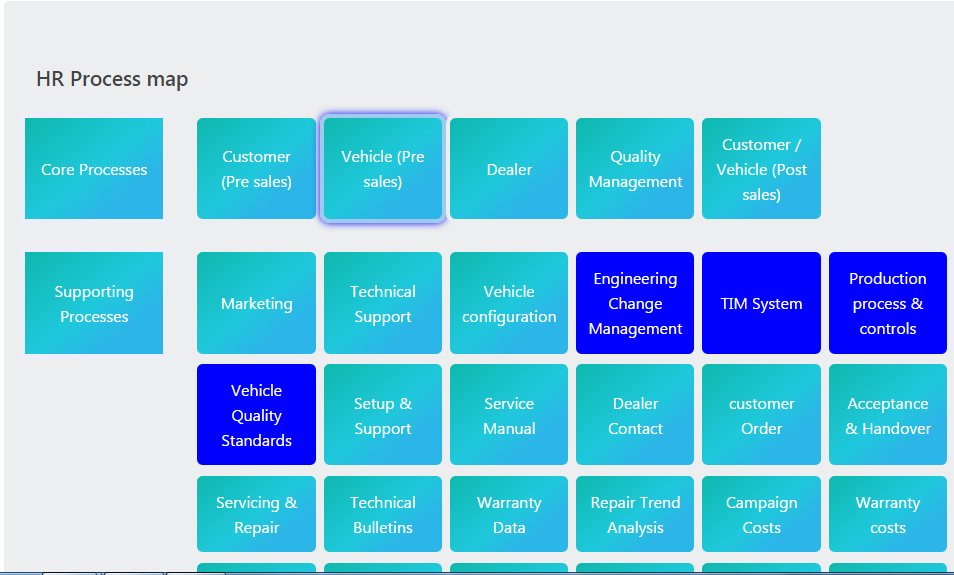 HR Process map
Core Processes
Customer
(Pre sales)
Vehicle (Pre
sales)
Dealer
Quality
Management
Customer /
Vehicle (Post
sales)
Supporting
Processes
Marketing
Technical
Support
Vehicle
configuration
Engineering
Change
Management
TIM System
Production
process &
controls
Vehicle
Quality
Standards
Setup &
Support
Service
Manual
Dealer
Contact
customer
Order
Acceptance
& Handover
Servicing &
Repair
Technical
Bulletins
Warranty
Data
Repair Trend
Analysis
Campaign
Costs
Warranty
costs